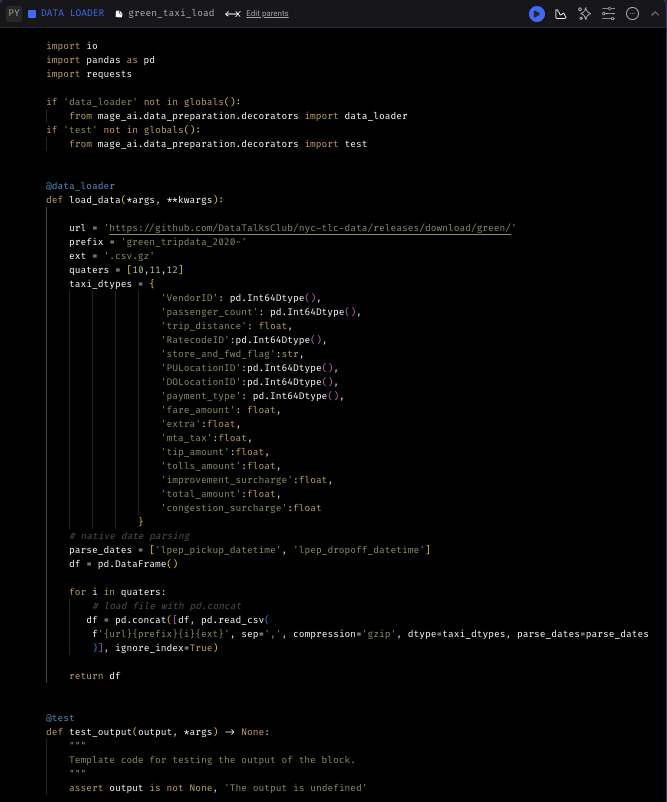 PY DATA LOADER green_taxi_load Edit parents
import io
import pandas as pd
import requests

if 'data_loader' not in globals():
    from mage_ai.data_preparation.decorators import data_loader
if 'test' not in globals():
    from mage_ai.data_preparation.decorators import test


@data_loader
def load_data(*args, **kwargs):

    url = 'https://github.com/DataTalksClub/nyc-tlc-data/releases/download/green/'
    prefix = 'green_tripdata_2020-'
    ext = '.csv.gz'
    quaters = [10,11,12]
    taxi_dtypes = {
                    'VendorID': pd.Int64Dtype(),
                    'passenger_count': pd.Int64Dtype(),
                    'trip_distance': float,
                    'RatecodeID':pd.Int64Dtype(),
                    'store_and_fwd_flag':str,
                    'PULocationID':pd.Int64Dtype(),
                    'DOLocationID':pd.Int64Dtype(),
                    'payment_type': pd.Int64Dtype(),
                    'fare_amount': float,
                    'extra':float,
                    'mta_tax':float,
                    'tip_amount':float,
                    'tolls_amount':float,
                    'improvement_surcharge':float,
                    'total_amount':float,
                    'congestion_surcharge':float
                }
    # native date parsing
    parse_dates = ['lpep_pickup_datetime', 'lpep_dropoff_datetime']
    df = pd.DataFrame()

    for i in quaters:
        # load file with pd.concat
       df = pd.concat([df, pd.read_csv(
        f'{url}{prefix}{i}{ext}', sep=',', compression='gzip', dtype=taxi_dtypes, parse_dates=parse_dates
        )], ignore_index=True)

    return df


@test
def test_output(output, *args) -> None:
    """
    Template code for testing the output of the block.
    """
    assert output is not None, 'The output is undefined'